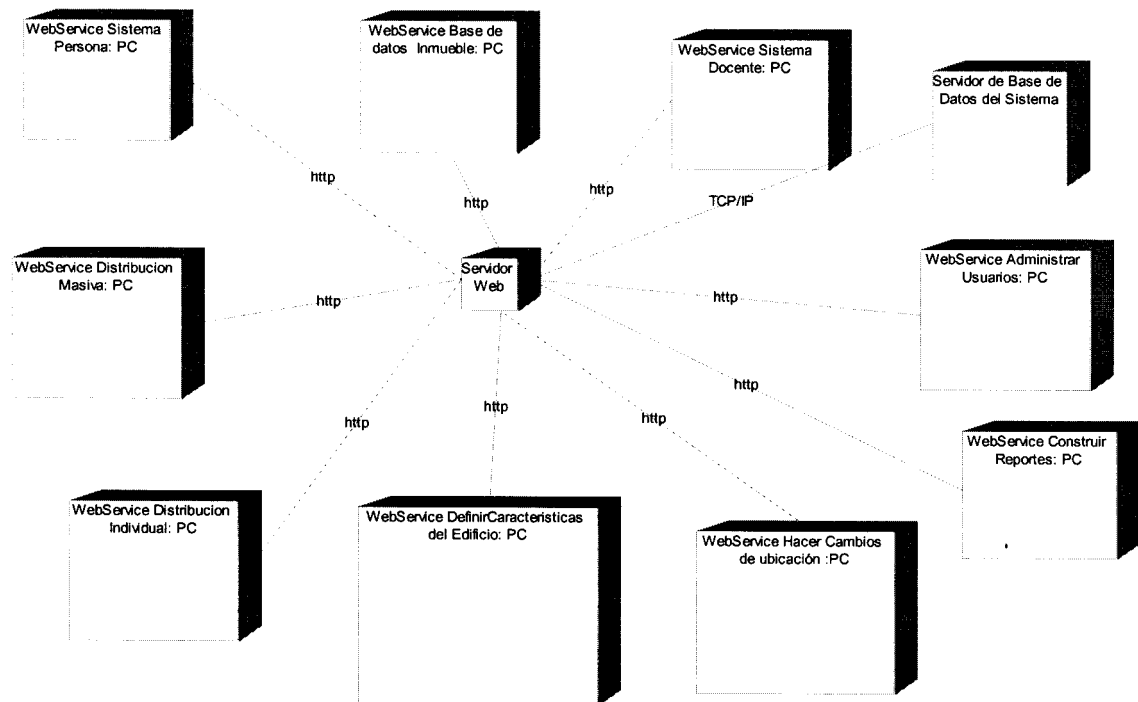 WebService Sistema
Persona: PC
WebService Base de
datos Inmueble: PC
WebService Sistema
Docente: PC
Servidor de Base de
Datos del Sistema
http
http
http
TCP/IP
WebService Distribucion
Masiva: PC
Servidor
Web
WebService Administrar
Usuarios: PC
http
http
http
http
http
http
WebService Construir
Reportes: PC
WebService Distribucion
Individual: PC
WebService DefinirCaracteristicas
del Edificio: PC
WebService Hacer Cambios
de ubicación :PC